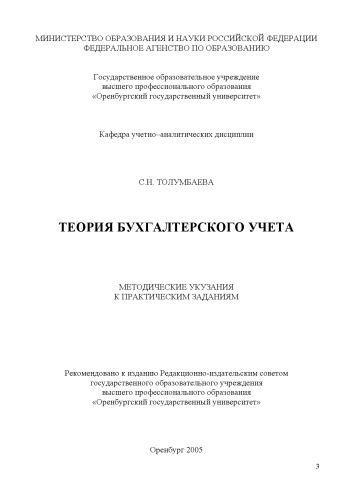 МИНИСТЕРСТВО ОБРАЗОВАНИЯ И НАУКИ РОССИЙСКОЙ ФЕДЕРАЦИИ
ФЕДЕРАЛЬНОЕ АГЕНСТВО ПО ОБРАЗОВАНИЮ
Государственное образовательное учреждение
высшего профессионального образования
«Оренбургский государственный университет»
Кафедра учетно–аналитических дисциплин
С.Н. ТОЛУМБАЕВА
ТЕОРИЯ БУХГАЛТЕРСКОГО УЧЕТА
МЕТОДИЧЕСКИЕ УКУЗАНИЯ
К ПРАКТИЧЕСКИМ ЗАДАНИЯМ
Рекомендовано к изданию Редакционно-издательским советом
государственного образовательного учреждения
высшего профессионального образования
«Оренбургский государственный университет»
Оренбург 2005
3